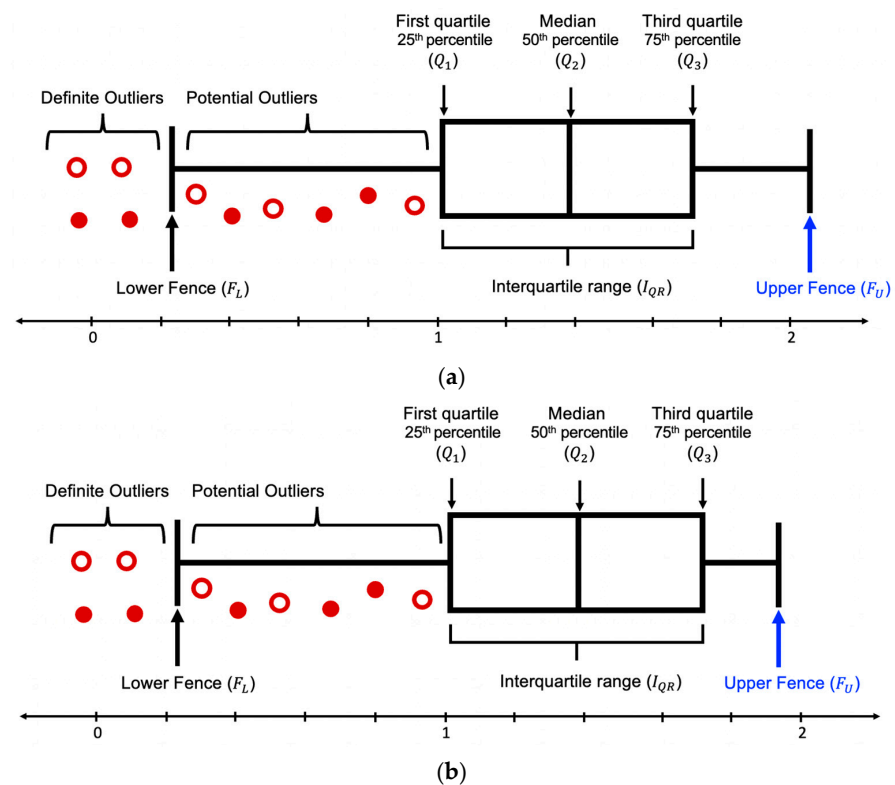 First quartile Median Third quartile
25th percentile 50th percentile 75th percentile
(Q1) (Q2) (Q3)
Definite Outliers Potential Outliers
Lower Fence (FL) Interquartile range (IQR) Upper Fence (FU)
0 1 2
(a)
First quartile Median Third quartile
25th percentile 50th percentile 75th percentile
(Q1) (Q2) (Q3)
Definite Outliers Potential Outliers
Lower Fence (FL) Interquartile range (IQR) Upper Fence (FU)
0 1 2
(b)